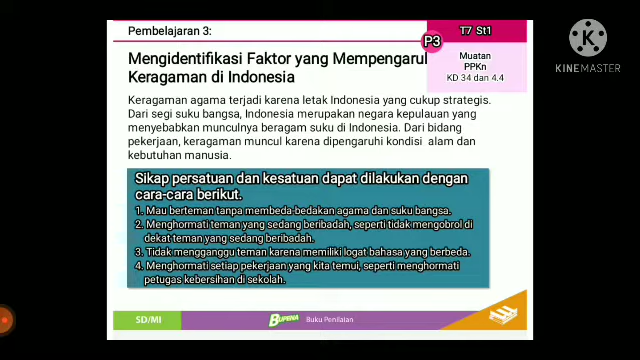 Pembelajaran 3:
T7 St1
P3
Muatan
PPKn
KD 34 dan 4.4
KINEMASTER
Mengidentifikasi Faktor yang Mempengaru
Keragaman di Indonesia
Keragaman agama terjadi karena letak Indonesia yang cukup strategis.
Dari segi suku bangsa, Indonesia merupakan negara kepulauan yang
menyebabkan munculnya beragam suku di Indonesia. Dari bidang
pekerjaan, keragaman muncul karena dipengaruhi kondisi alam dan
kebutuhan manusia.
Sikap persatuan dan kesatuan dapat dilakukan dengan
cara-cara berikut.
1. Mau berteman tanpa membeda-bedakan agama dan suku bangsa.
2. Menghormati teman yang sedang beribadah, seperti tidak mengobrol di
dekat teman yang sedang beribadah.
3. Tidak mengganggu teman karena memiliki logat bahasa yang berbeda.
4. Menghormati setiap pekerjaan yang kita temui, seperti menghormati
petugas kebersihan di sekolah.
SD/MI
BUPENA
Buku Penilaian